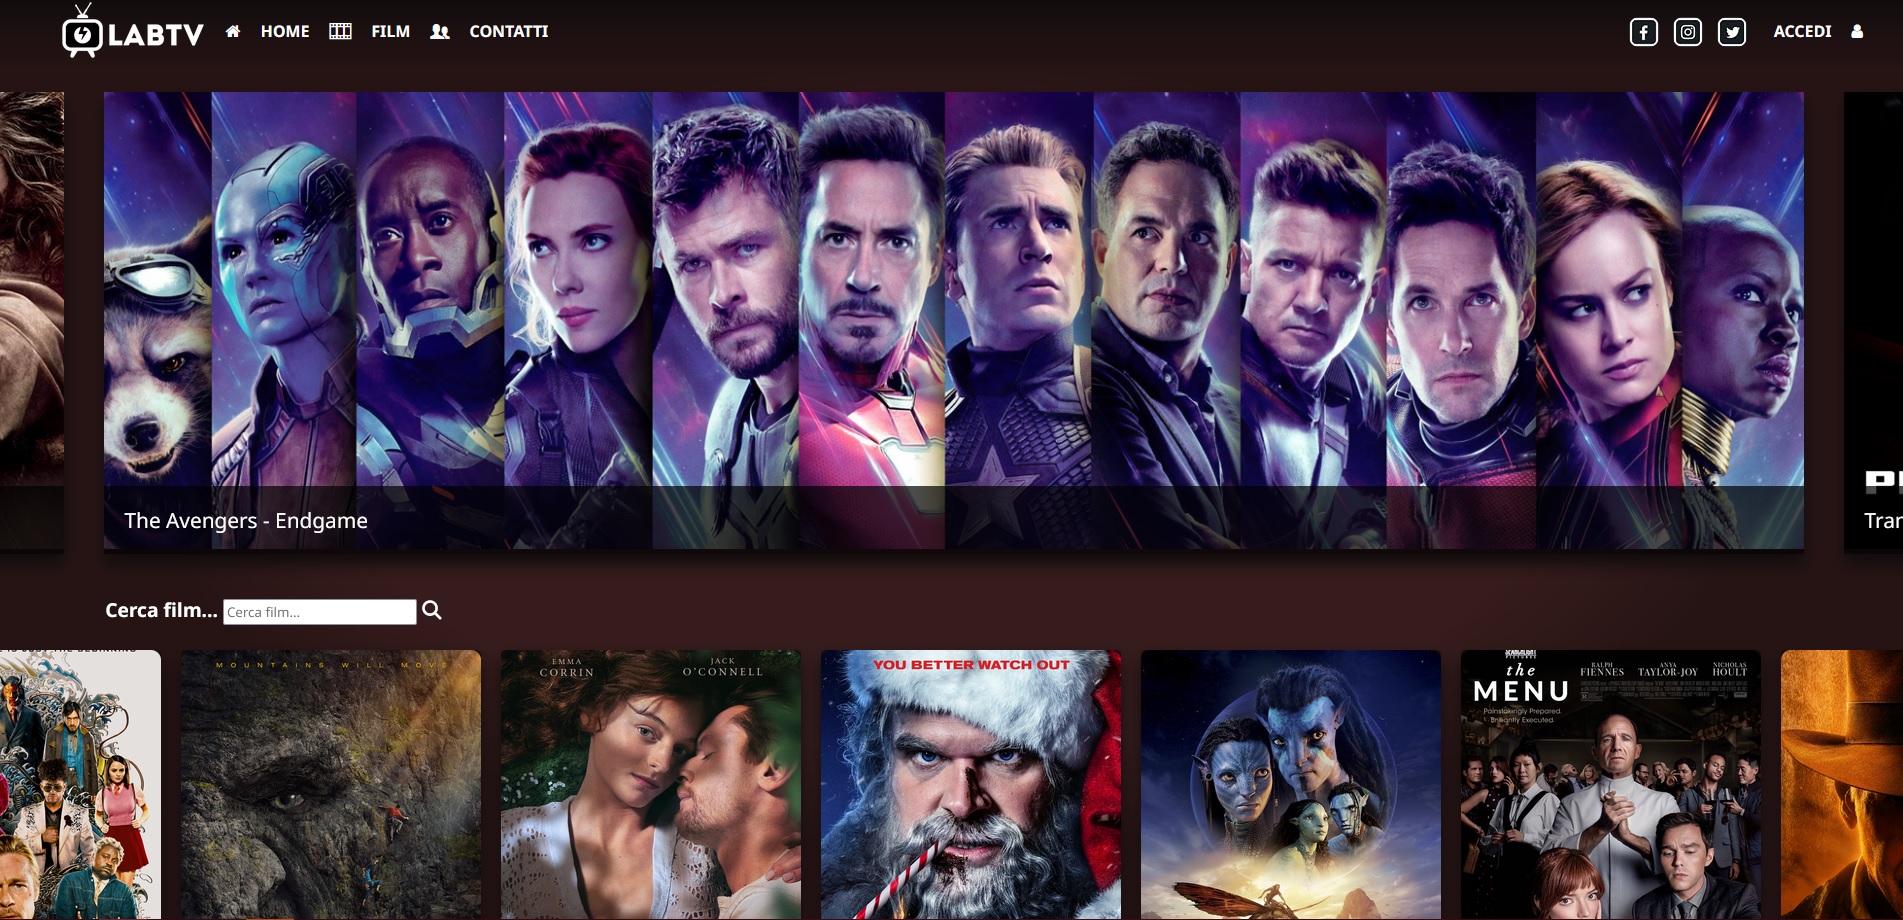 LABTV
HOME
FILM
CONTATTI
ACCEDI
The Avengers - Endgame
Cerca film...
Cerca film...
MOUNTAINS WILL MOVE
EMMA
CORRIN
JACK
O'CONNELL
YOU BETTER WATCH OUT
the
MENU
Painstakingly Prepared.
Brilliantly Executed.
RALPH
FIENNES
ANYA
TAYLOR-JOY
NICHOLAS
HOULT